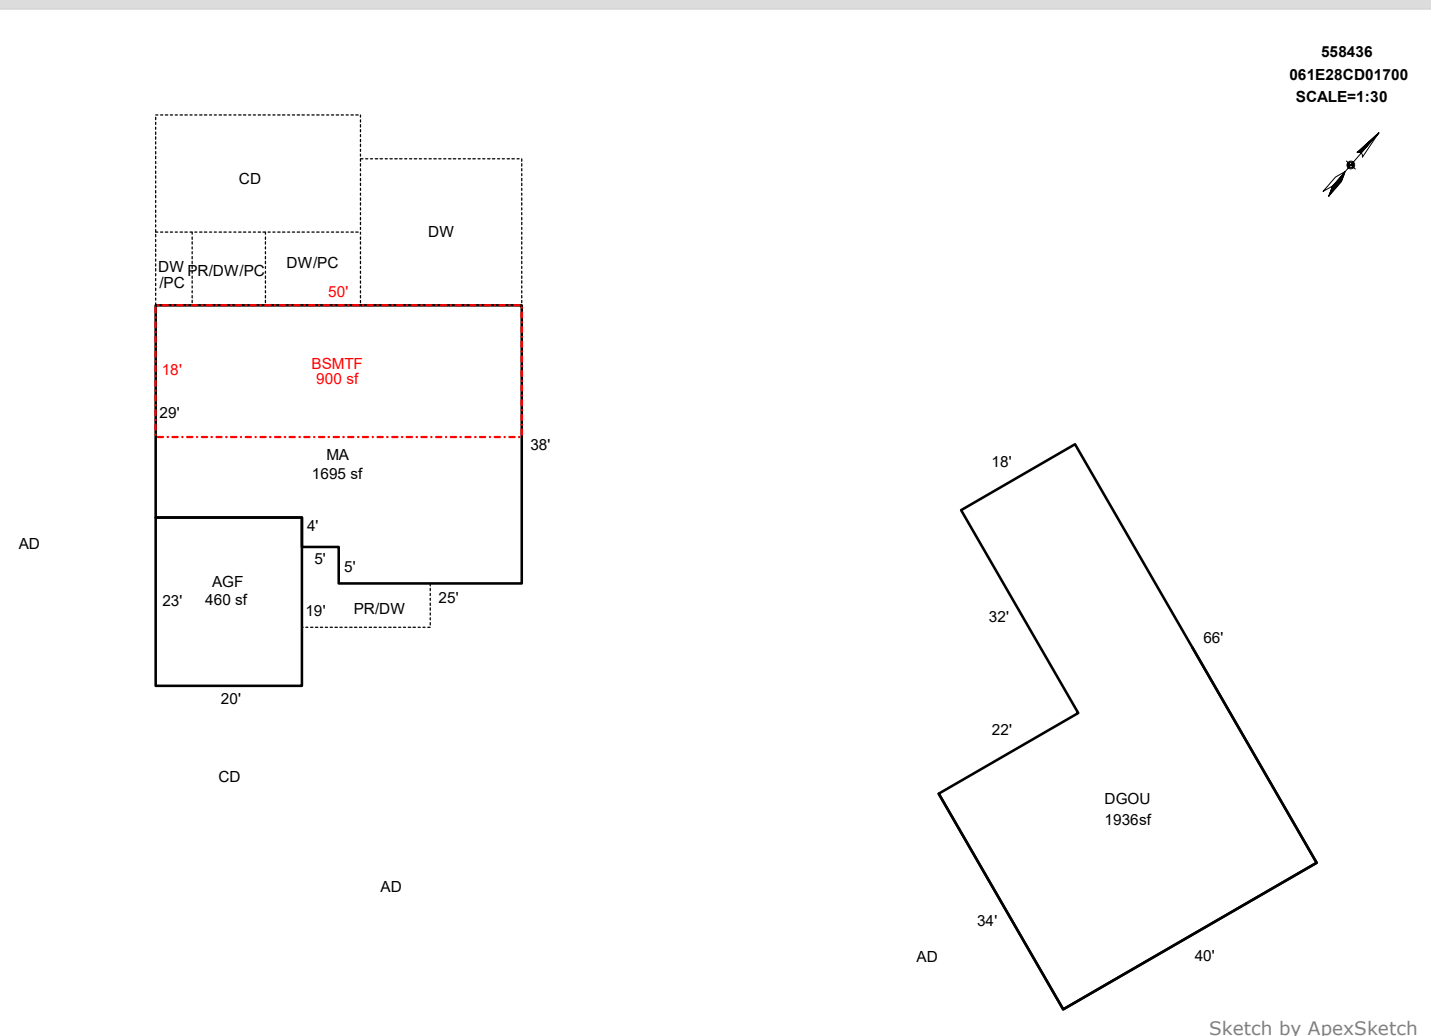 558436
061E28CD01700
SCALE=1:30
CD
DW
DW
/PC
PR/DW/PC
DW/PC
50'
18'
BSMTF
900 sf
29'
38'
MA
1695 sf
4'
5'
5'
AD
AGF
460 sf
23'
19'
PR/DW
25'
20'
CD
AD
18'
32'
66'
22'
DGOU
1936sf
34'
40'
AD
Sketch by ApexSketch